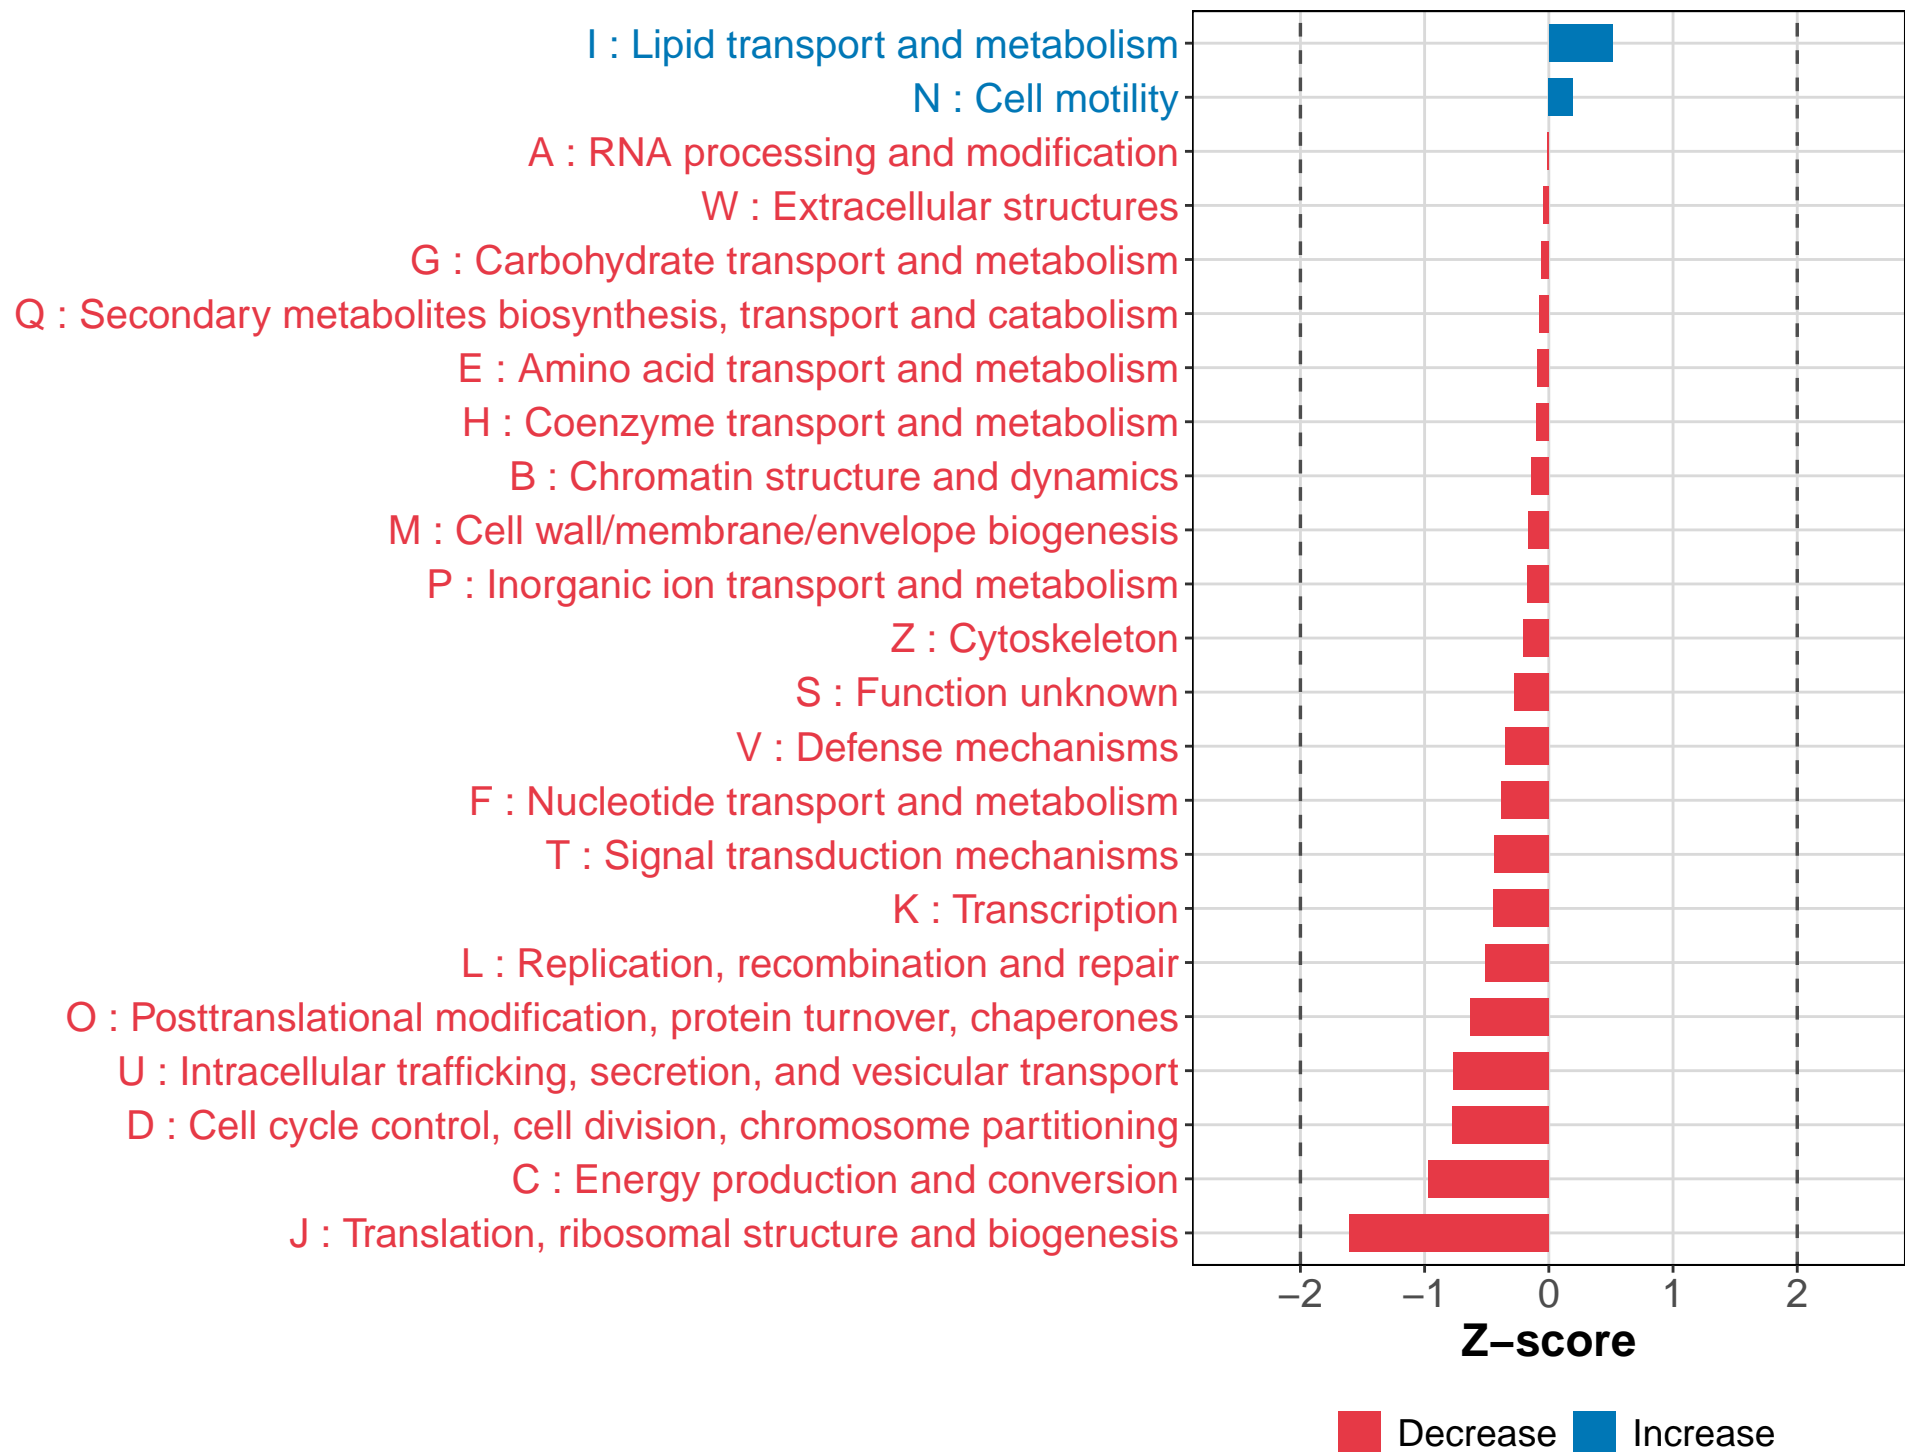 I : Lipid transport and metabolism
N : Cell motility
A : RNA processing and modification
W : Extracellular structures
G : Carbohydrate transport and metabolism
Q : Secondary metabolites biosynthesis, transport and catabolism
E : Amino acid transport and metabolism
H : Coenzyme transport and metabolism
B : Chromatin structure and dynamics
M : Cell wall/membrane/envelope biogenesis
P : Inorganic ion transport and metabolism
Z : Cytoskeleton
S : Function unknown
V : Defense mechanisms
F : Nucleotide transport and metabolism
T : Signal transduction mechanisms
K : Transcription
L : Replication, recombination and repair
O : Posttranslational modification, protein turnover, chaperones
U : Intracellular trafficking, secretion, and vesicular transport
D : Cell cycle control, cell division, chromosome partitioning
C : Energy production and conversion
J : Translation, ribosomal structure and biogenesis
−2 −1 0 1 2
Z−score
Decrease Increase